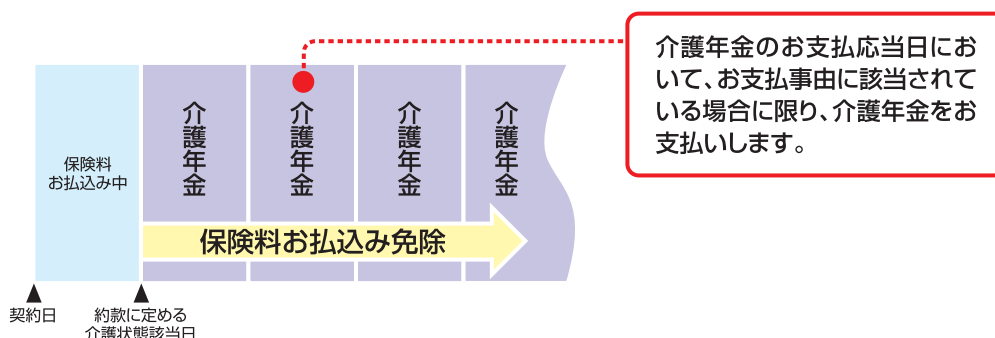 介護年金のお支払応当日にお
いて、お支払事由に該当されて
いる場合に限り、介護年金をお
支払いします。
保険料
お払込み中
介護年金
介護年金
介護年金
介護年金
保険料お払込み免除
契約日
約款に定める
介護状態該当日